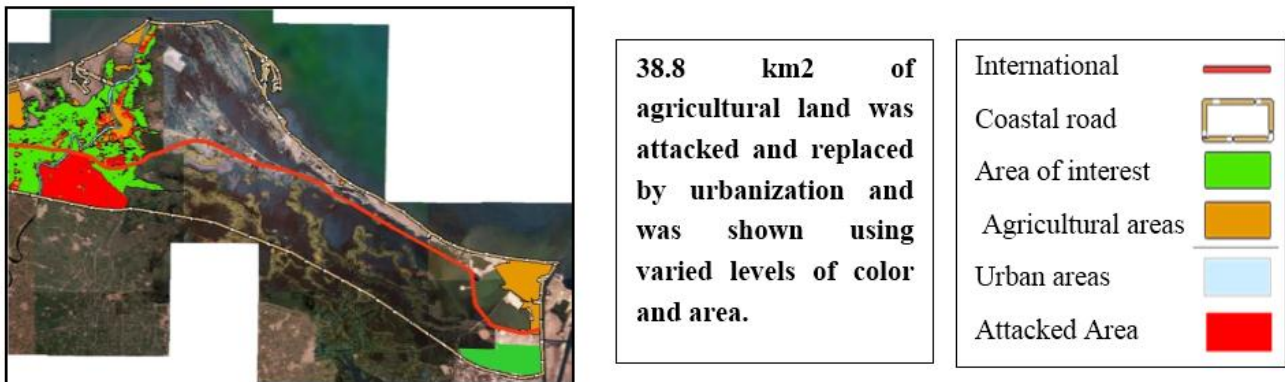 38.8 km2 of
agricultural land was
attacked and replaced
by urbanization and
was shown using
varied levels of color
and area.
International
Coastal road
Area of interest
Agricultural areas
Urban areas
Attacked Area